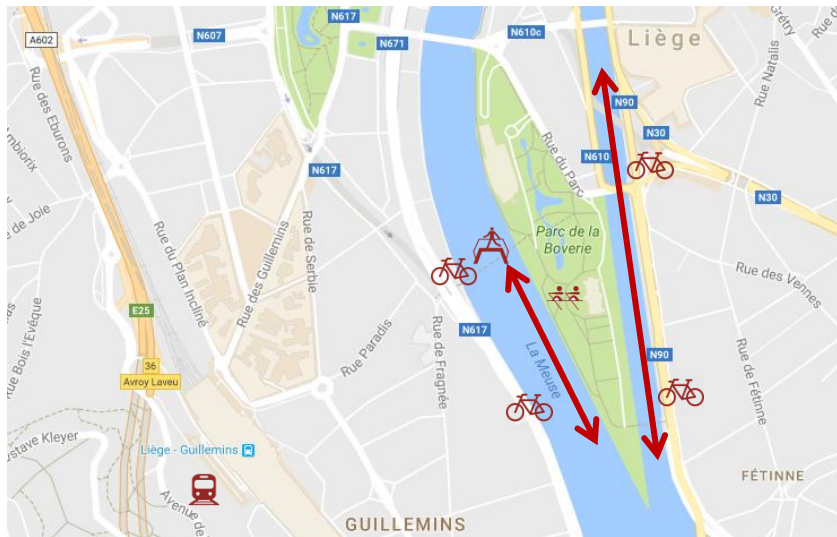 N617
A602
N607
N671
N610c
Liège
Grétry
Rue de
Rue Natalis
Rue des Eburons
Ambiorix
N90
N30
N610
N617
Rue du Parc
N30
e de Joie
Rue du Plan Incliné
Rue des Guillemins
Rue de Serbie
Parc de la
Boverie
Rue des Vennes
E25
Rue Bois l'Evêque
N617
Rue Paradis
Rue de Fragnée
La Meuse
N90
Rue de Fétinne
36
Avroy Laveu
ustave Kleyer
Liège - Guillemins
Avenue de
FÉTINNE
GUILLEMINS